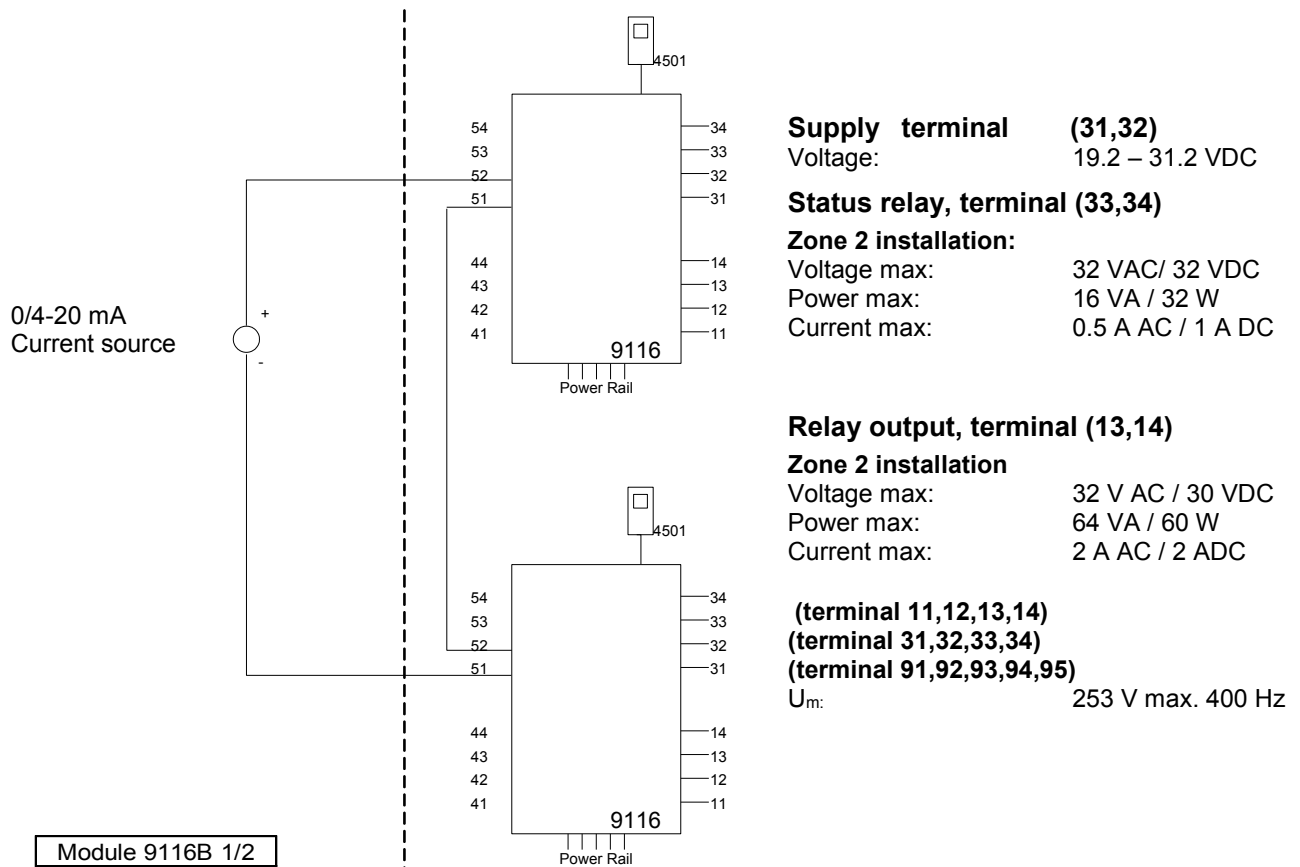 4501
54
53
52
51
34
33
32
31
44
43
42
41
14
13
12
11
9116
Power Rail
0/4-20 mA
Current source
+
-
4501
54
53
52
51
34
33
32
31
44
43
42
41
14
13
12
11
9116
Power Rail
Module 9116B 1/2
Supply terminal (31,32)
Voltage: 19.2 – 31.2 VDC
Status relay, terminal (33,34)
Zone 2 installation:
Voltage max: 32 VAC/ 32 VDC
Power max: 16 VA / 32 W
Current max: 0.5 A AC / 1 A DC
Relay output, terminal (13,14)
Zone 2 installation
Voltage max: 32 V AC / 30 VDC
Power max: 64 VA / 60 W
Current max: 2 A AC / 2 ADC
(terminal 11,12,13,14)
(terminal 31,32,33,34)
(terminal 91,92,93,94,95)
Um: 253 V max. 400 Hz